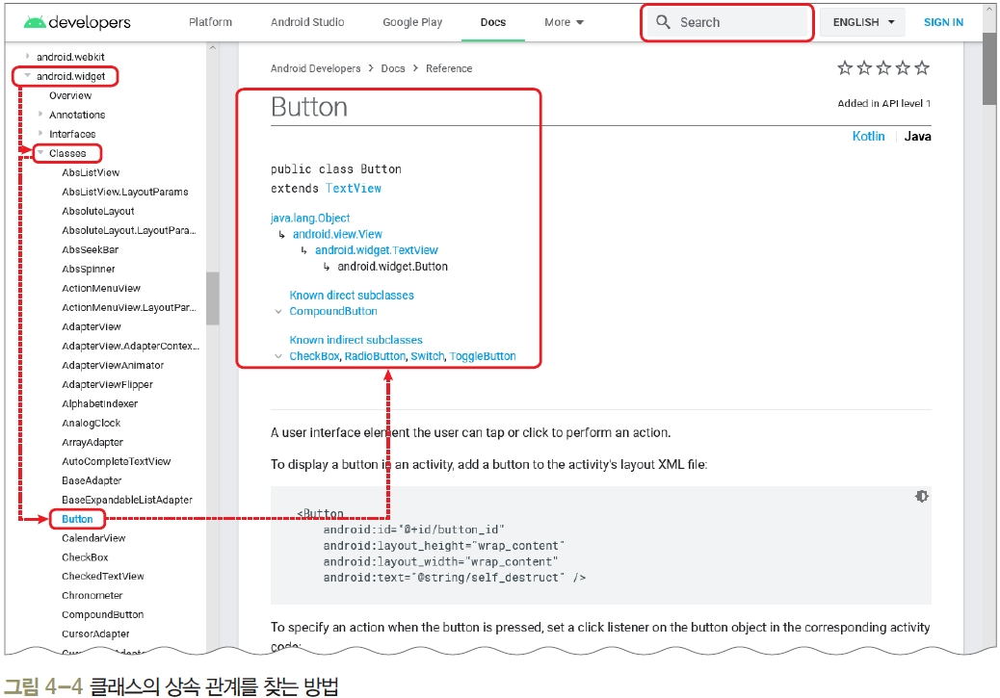 developers
Platform
Android Studio
Google Play
Docs
More
Search
ENGLISH
SIGN IN
android.webkit
android.widget
Overview
Annotations
Interfaces
Classes
AbsListView
AbsListView.LayoutParams
AbsoluteLayout
AbsoluteLayout.LayoutPara...
AbsSeekBar
AbsSpinner
ActionMenuView
ActionMenuView.LayoutPar...
AdapterView
AdapterView.AdapterContex...
AdapterViewAnimator
AdapterViewFlipper
AlphabetIndexer
AnalogClock
ArrayAdapter
AutoCompleteTextView
BaseAdapter
BaseExpandableListAdapter
Button
CalendarView
CheckBox
CheckedTextView
Chronometer
CompoundButton
CursorAdapter
Android Developers > Docs > Reference
Button
Added in API level 1
Kotlin | Java
public class Button
extends TextView
java.lang.Object
↳ android.view.View
↳ android.widget.TextView
↳ android.widget.Button
Known direct subclasses
CompoundButton
Known indirect subclasses
CheckBox, RadioButton, Switch, ToggleButton
A user interface element the user can tap or click to perform an action.
To display a button in an activity, add a button to the activity's layout XML file:
<Button
android:id="@+id/button_id"
android:layout_height="wrap_content"
android:layout_width="wrap_content"
android:text="@string/self_destruct" />
To specify an action when the button is pressed, set a click listener on the button object in the corresponding activity
code:
그림 4-4 클래스의 상속 관계를 찾는 방법